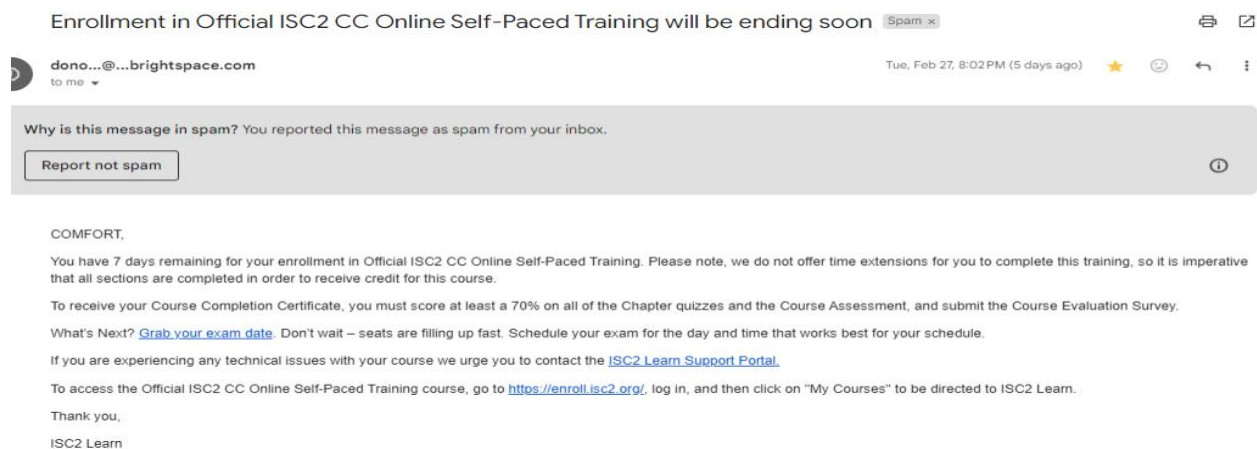 Enrollment in Official ISC2 CC Online Self-Paced Training will be ending soon Spam ×
dono...@...brightspace.com Tue, Feb 27, 8:02 PM (5 days ago)
to me
Why is this message in spam? You reported this message as spam from your inbox.
Report not spam
COMFORT,
You have 7 days remaining for your enrollment in Official ISC2 CC Online Self-Paced Training. Please note, we do not offer time extensions for you to complete this training, so it is imperative
that all sections are completed in order to receive credit for this course.
To receive your Course Completion Certificate, you must score at least a 70% on all of the Chapter quizzes and the Course Assessment, and submit the Course Evaluation Survey.
What's Next? Grab your exam date. Don't wait – seats are filling up fast. Schedule your exam for the day and time that works best for your schedule.
If you are experiencing any technical issues with your course we urge you to contact the ISC2 Learn Support Portal.
To access the Official ISC2 CC Online Self-Paced Training course, go to https://enroll.isc2.org/, log in, and then click on "My Courses" to be directed to ISC2 Learn.
Thank you,
ISC2 Learn